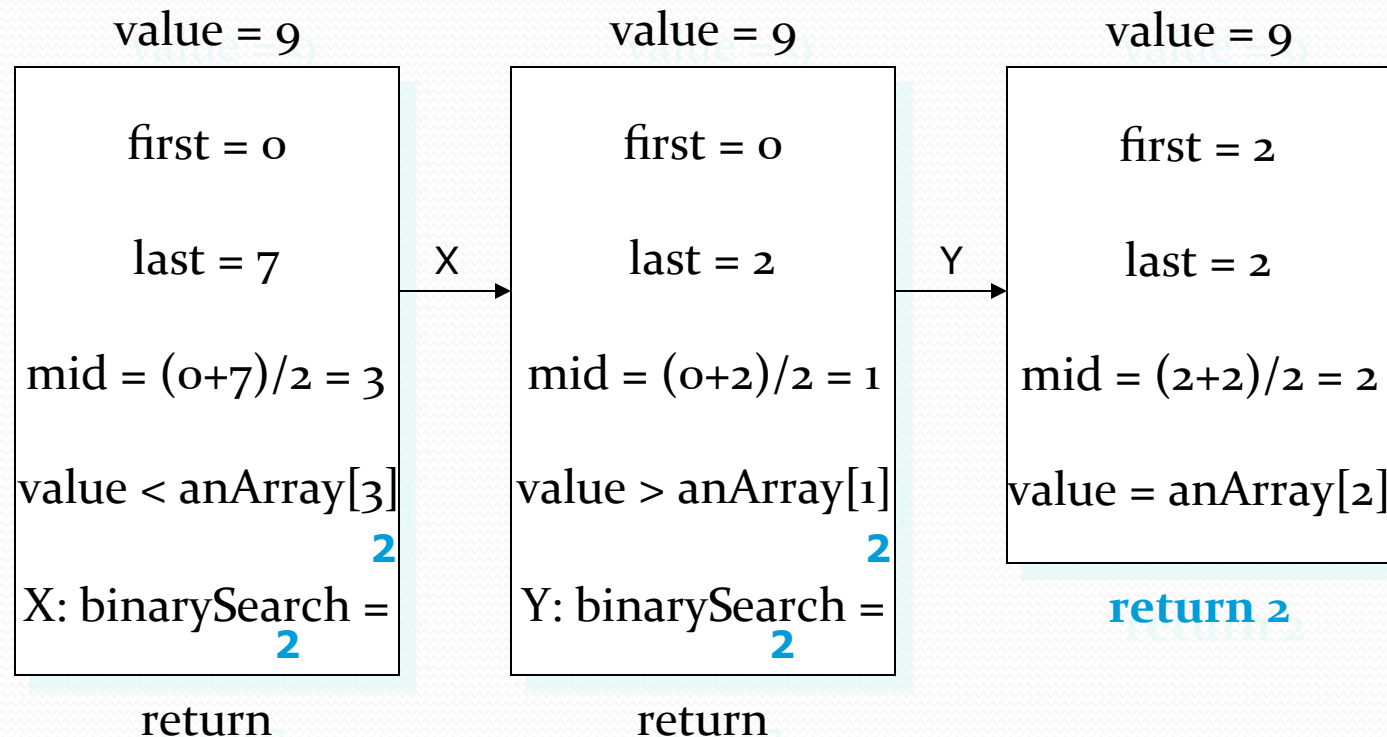 value = 9
first = 0
last = 7
mid = (0+7)/2 = 3
value < anArray[3]
2
X: binarySearch =
2
return
X
value = 9
first = 0
last = 2
mid = (0+2)/2 = 1
value > anArray[1]
2
Y: binarySearch =
2
return
Y
value = 9
first = 2
last = 2
mid = (2+2)/2 = 2
value = anArray[2]
return 2